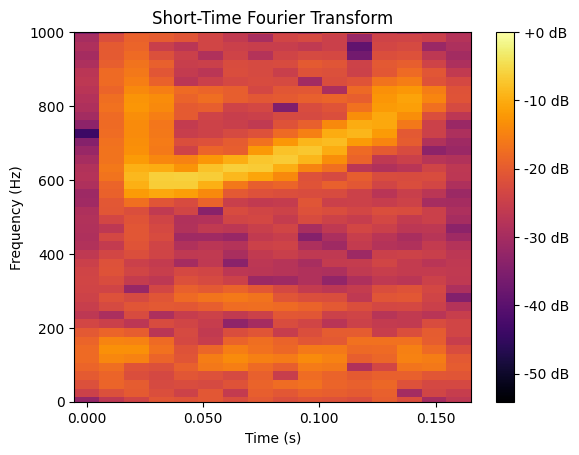 Short-Time Fourier Transform
1000
800
600
400
200
0
Frequency (Hz)
0.000
0.050
0.100
0.150
Time (s)
+0 dB
-10 dB
-20 dB
-30 dB
-40 dB
-50 dB